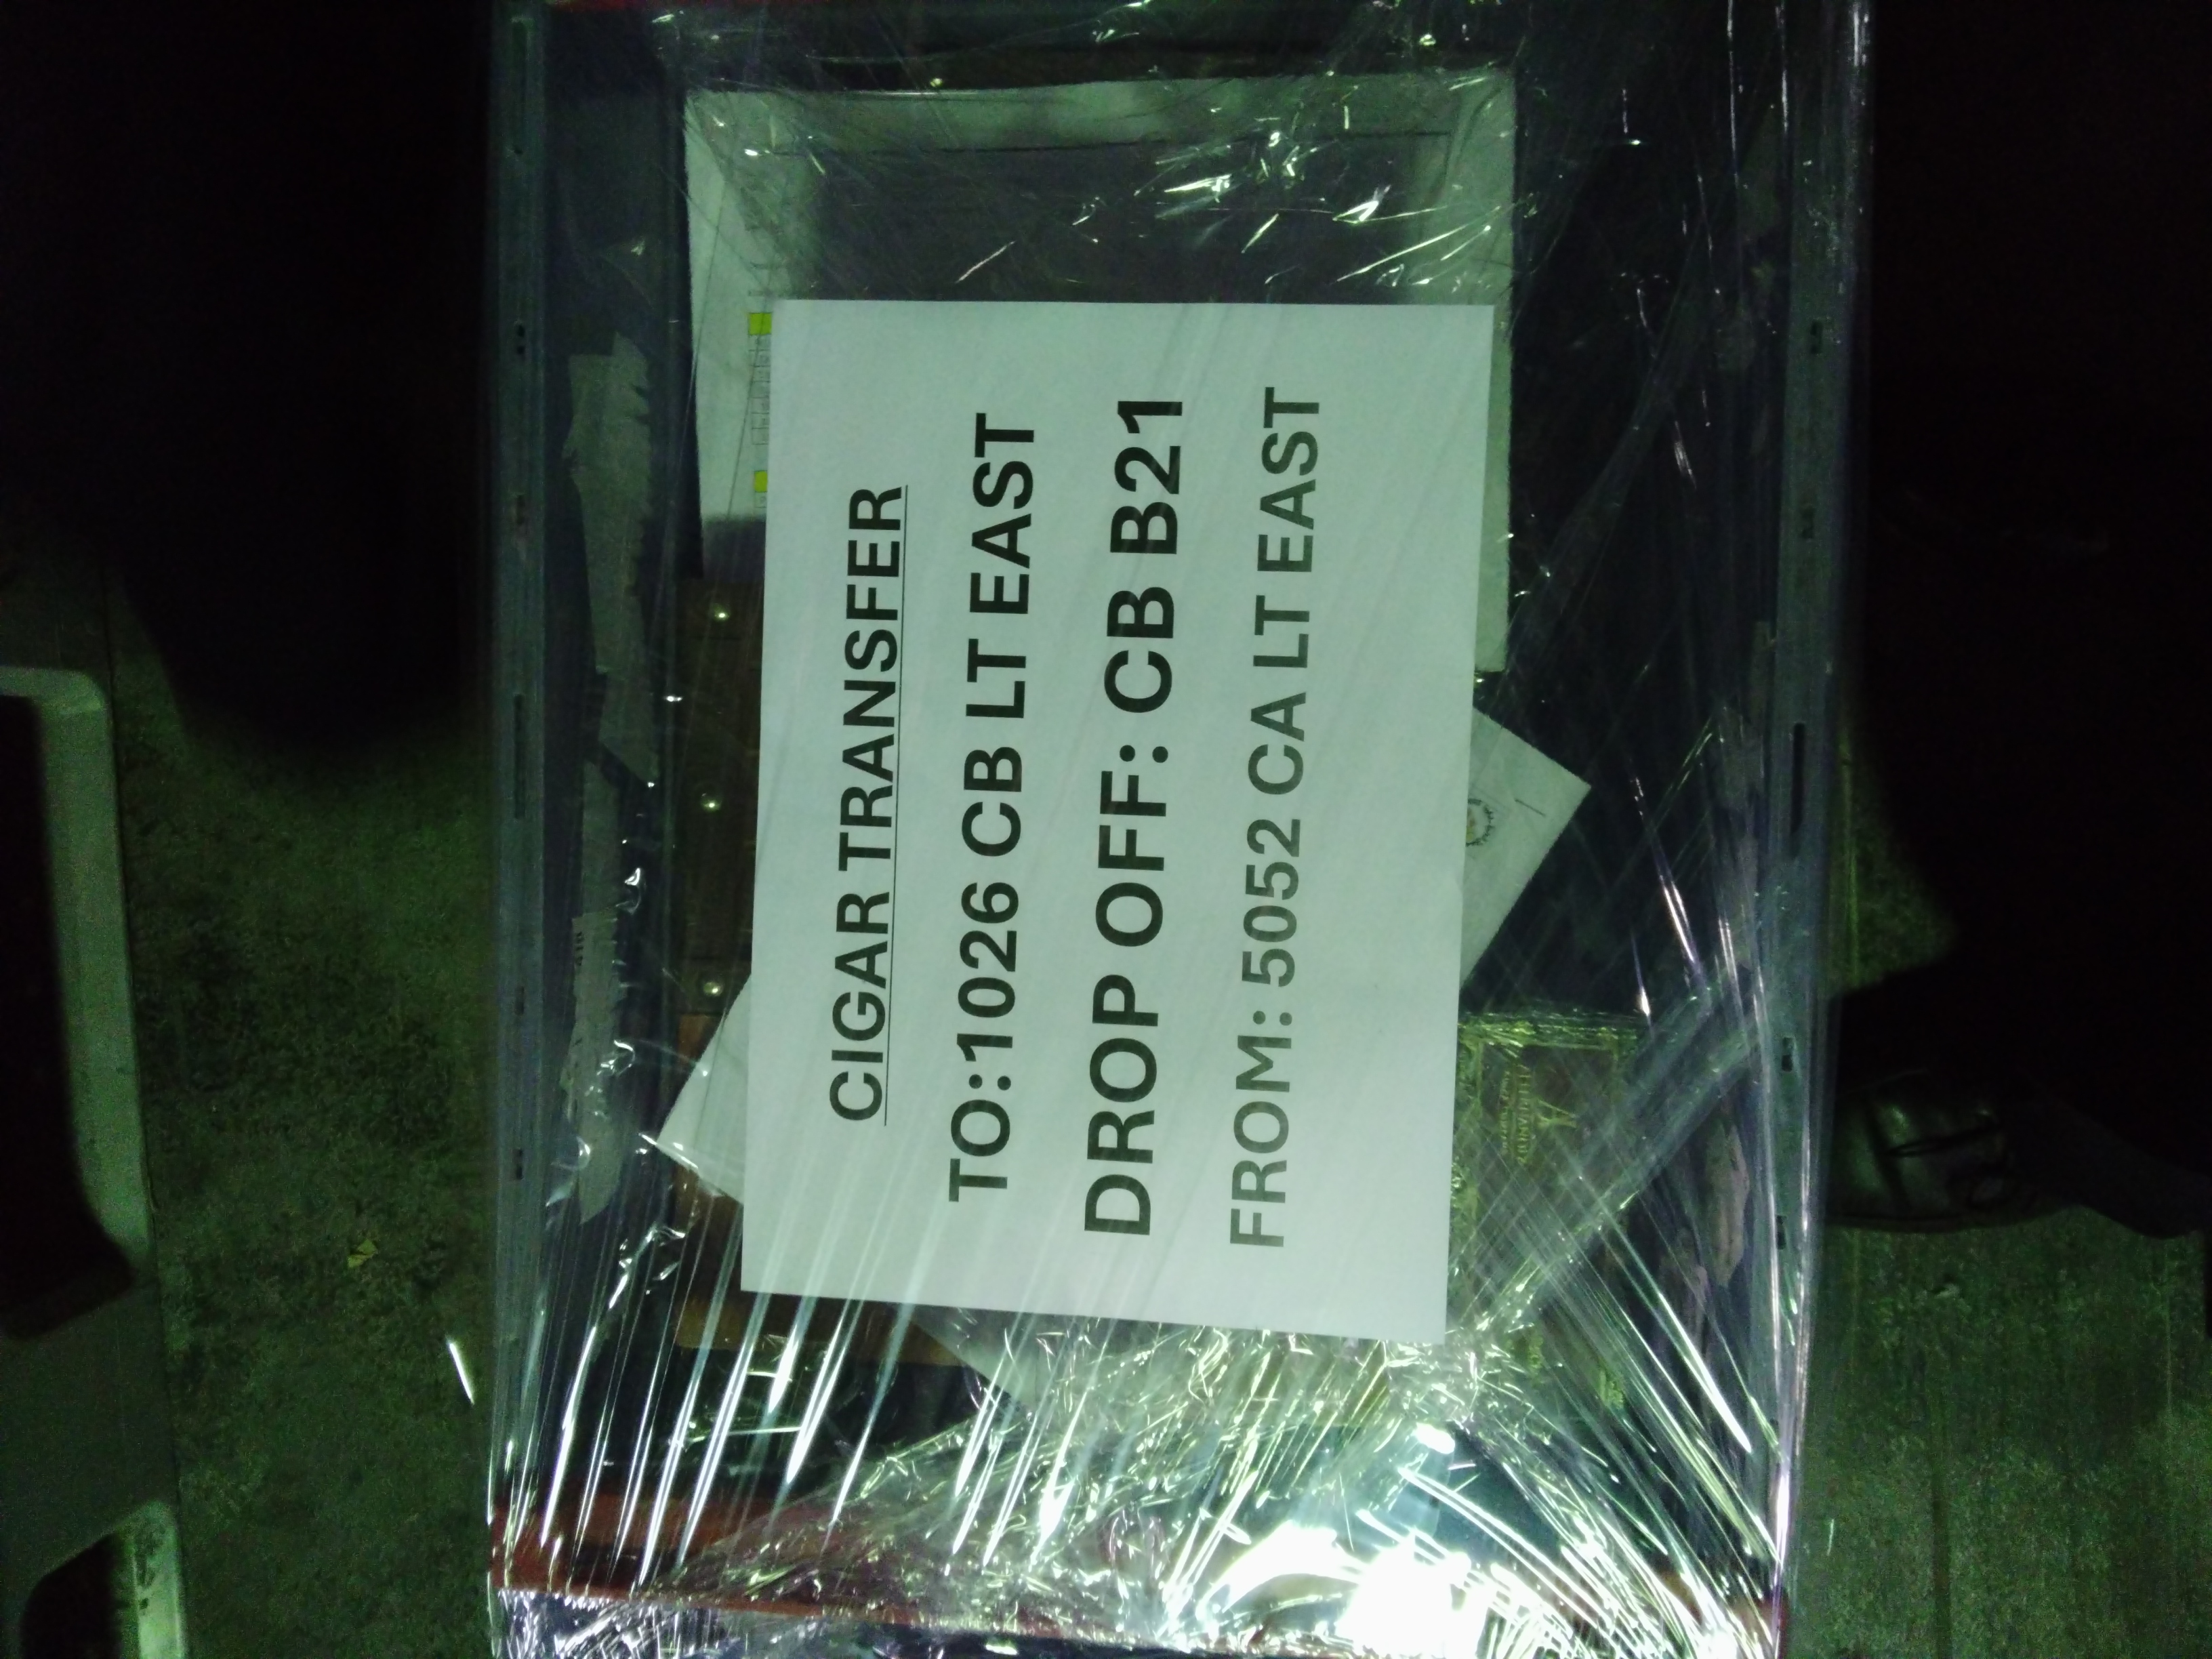 CIGAR TRANSFER
TO:1026 CB LT EAST
DROP OFF: CB B21
FROM: 5052 CA LT EAST